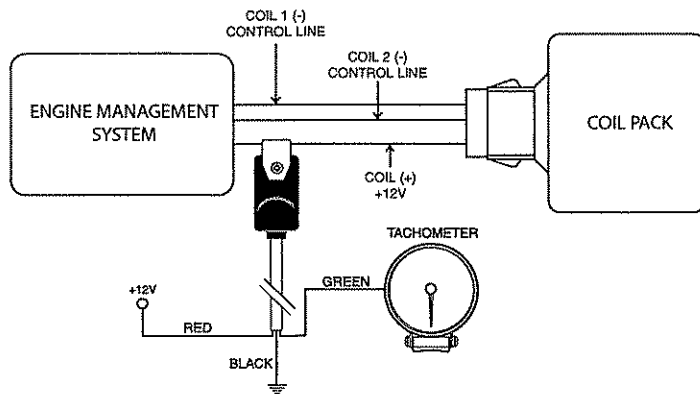 COIL 1 (-)
CONTROL LINE
COIL 2 (-)
CONTROL LINE
ENGINE MANAGEMENT
SYSTEM
COIL PACK
COIL (+)
+12V
TACHOMETER
+12V
GREEN
RED
BLACK